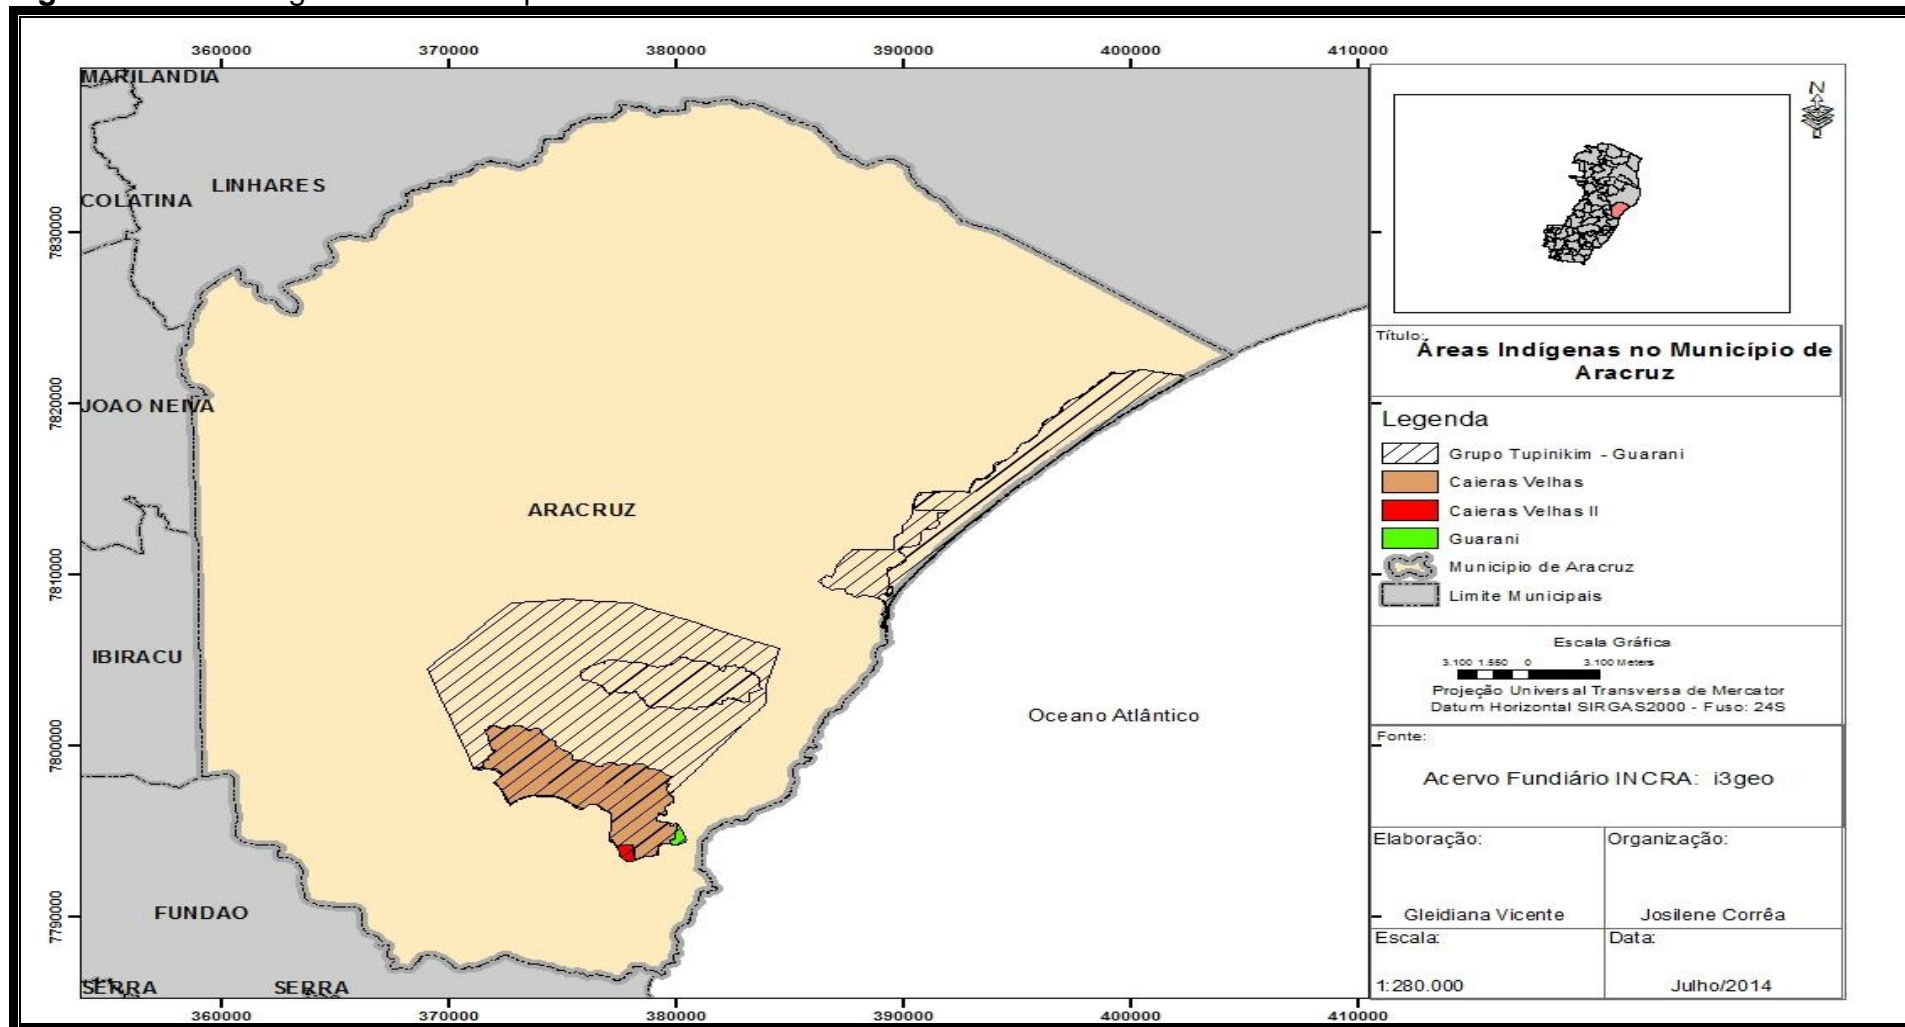 360000 370000 380000 390000 400000 410000
MARILANDIA
LINHARES
COLATINA
JOAO NEIVA
ARACRUZ
IBIRACU
FUNDAO
SERRA SERRA
Oceano Atlântico
7830000
7820000
7810000
7800000
7790000
360000 370000 380000 390000 400000 410000
N
Título:
Áreas Indígenas no Município de
Aracruz
Legenda
Grupo Tupinikim - Guarani
Caieras Velhas
Caieras Velhas II
Guarani
Municipio de Aracruz
Limite Municipais
Escala Gráfica
3.100 1.550 0 3.100 Meters
Projeção Universal Transversa de Mercator
Datum Horizontal SIRGAS2000 - Fuso: 24S
Fonte:
Acervo Fundiário INCRA: i3geo
Elaboração:
Gleidiana Vicente
Organização:
Josilene Corrêa
Escala:
1:280.000
Data:
Julho/2014